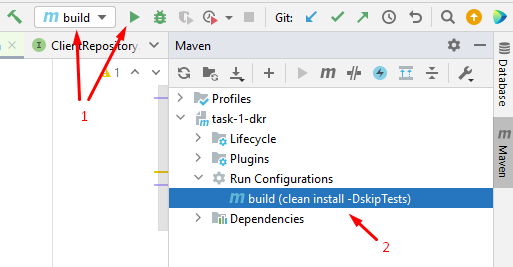 build
Git:
ClientRepository.
Maven
1
Profiles
task-1-dkr
1
Lifecycle
Plugins
Run Configurations
build (clean install -DskipTests)
2
Dependencies
Database
Maven